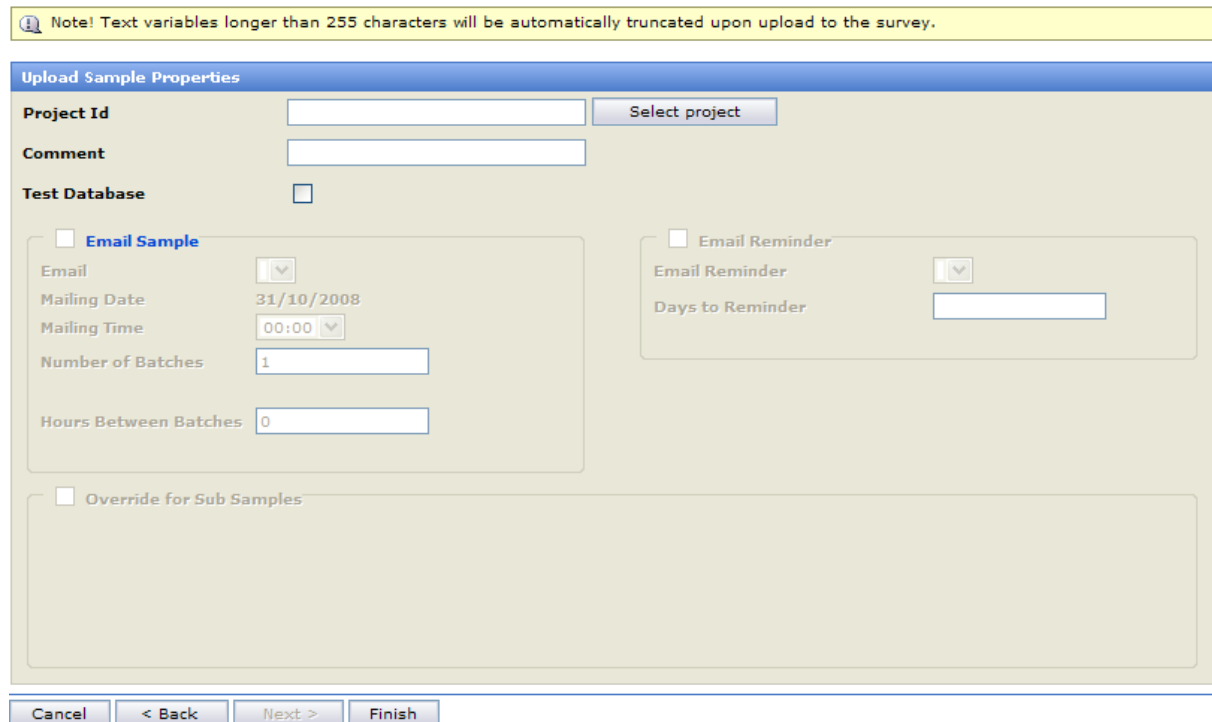 Note! Text variables longer than 255 characters will be automatically truncated upon upload to the survey.
Upload Sample Properties
Project Id
Select project
Comment
Test Database
Email Sample
Email
Mailing Date 31/10/2008
Mailing Time 00:00
Number of Batches 1
Hours Between Batches 0
Email Reminder
Email Reminder
Days to Reminder
Override for Sub Samples
Cancel < Back Next > Finish